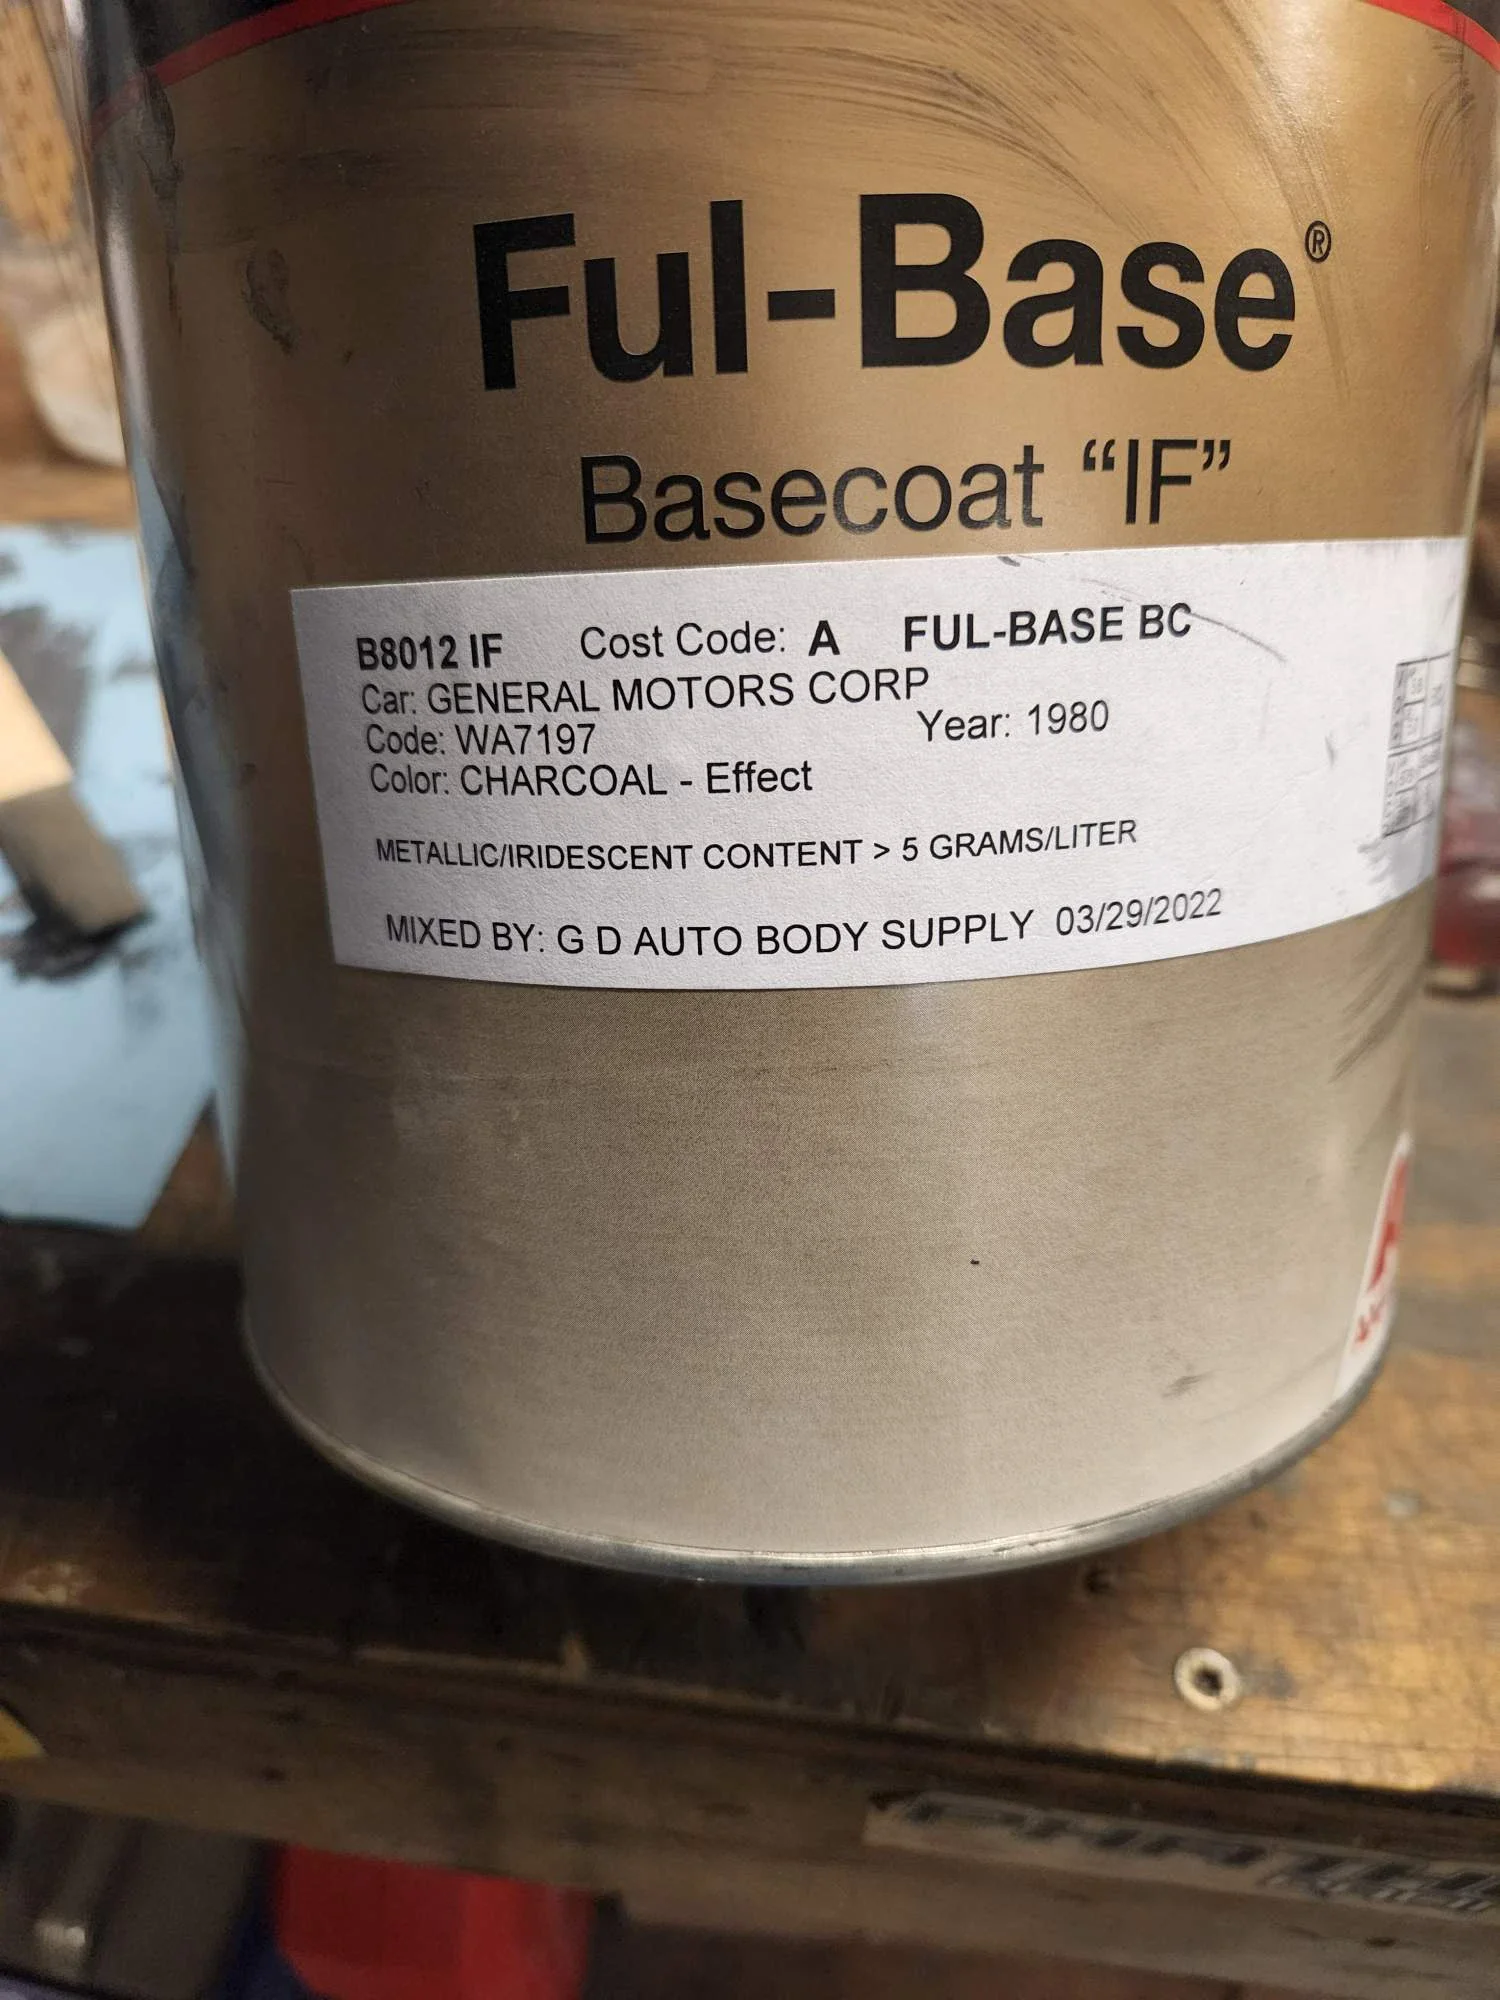 Ful-Base®
Basecoat “IF”
B8012 IF Cost Code: A FUL-BASE BC
Car: GENERAL MOTORS CORP
Code: WA7197 Year: 1980
Color: CHARCOAL - Effect
METALLIC/IRIDESCENT CONTENT > 5 GRAMS/LITER
MIXED BY: G D AUTO BODY SUPPLY 03/29/2022